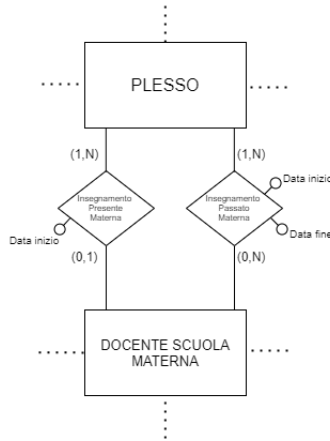 PLESSO
(1,N)
(1,N)
Insegnamento
Presente
Materna
Insegnamento
Passato
Materna
Data inizio
Data inizio
Data fine
(0,1)
(0,N)
DOCENTE SCUOLA
MATERNA